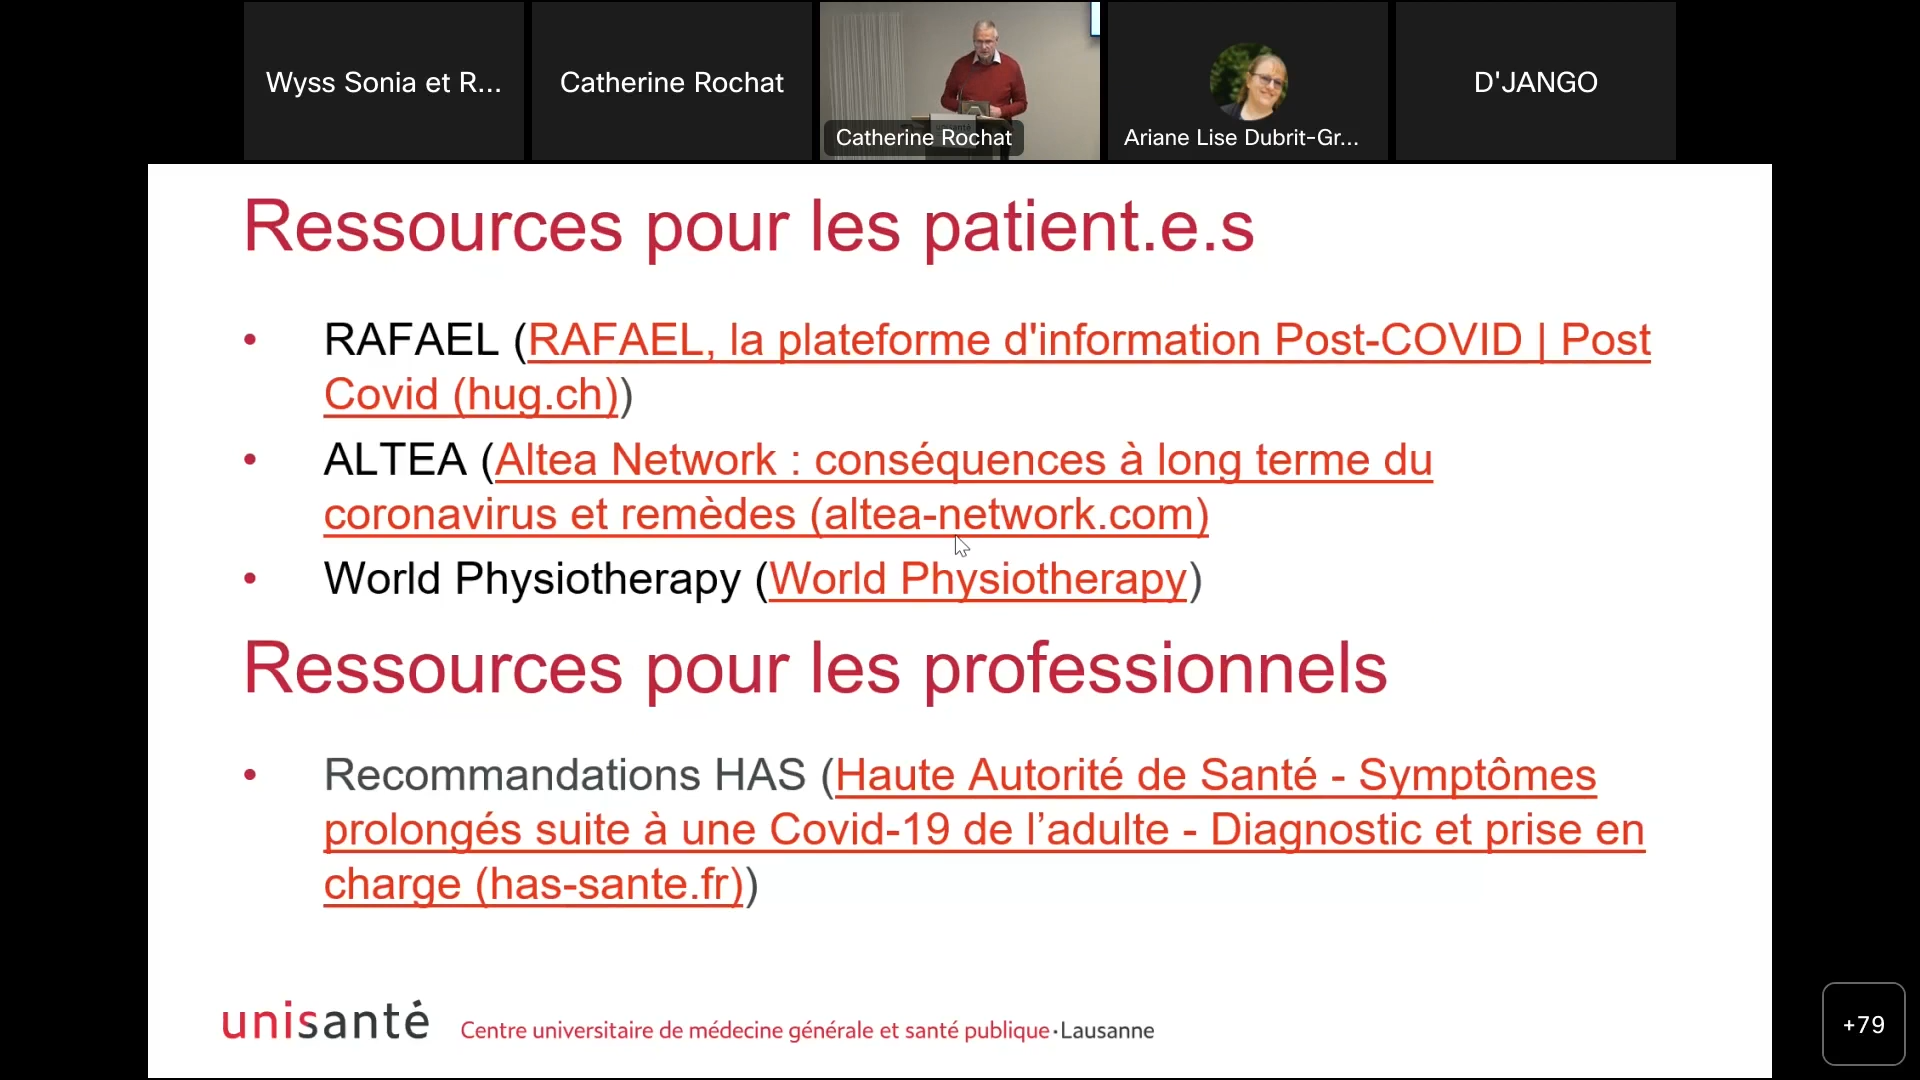 Wyss Sonia et R...
Catherine Rochat
Catherine Rochat
Ariane Lise Dubrit-Gr...
D'JANGO
Ressources pour les patient.e.s
• RAFAEL (RAFAEL, la plateforme d'information Post-COVID | Post
Covid (hug.ch))
• ALTEA (Altea Network : conséquences à long terme du
coronavirus et remèdes (altea-network.com)
• World Physiotherapy (World Physiotherapy)
Ressources pour les professionnels
• Recommandations HAS (Haute Autorité de Santé - Symptômes
prolongés suite à une Covid-19 de l’adulte - Diagnostic et prise en
charge (has-sante.fr))
unisanté
Centre universitaire de médecine générale et santé publique · Lausanne
+79